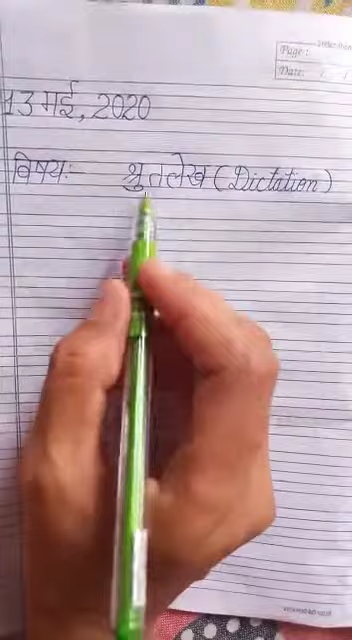 Page:
Date:
13 मई, 2020
विषय:- श्रुतलेख (Dictation)